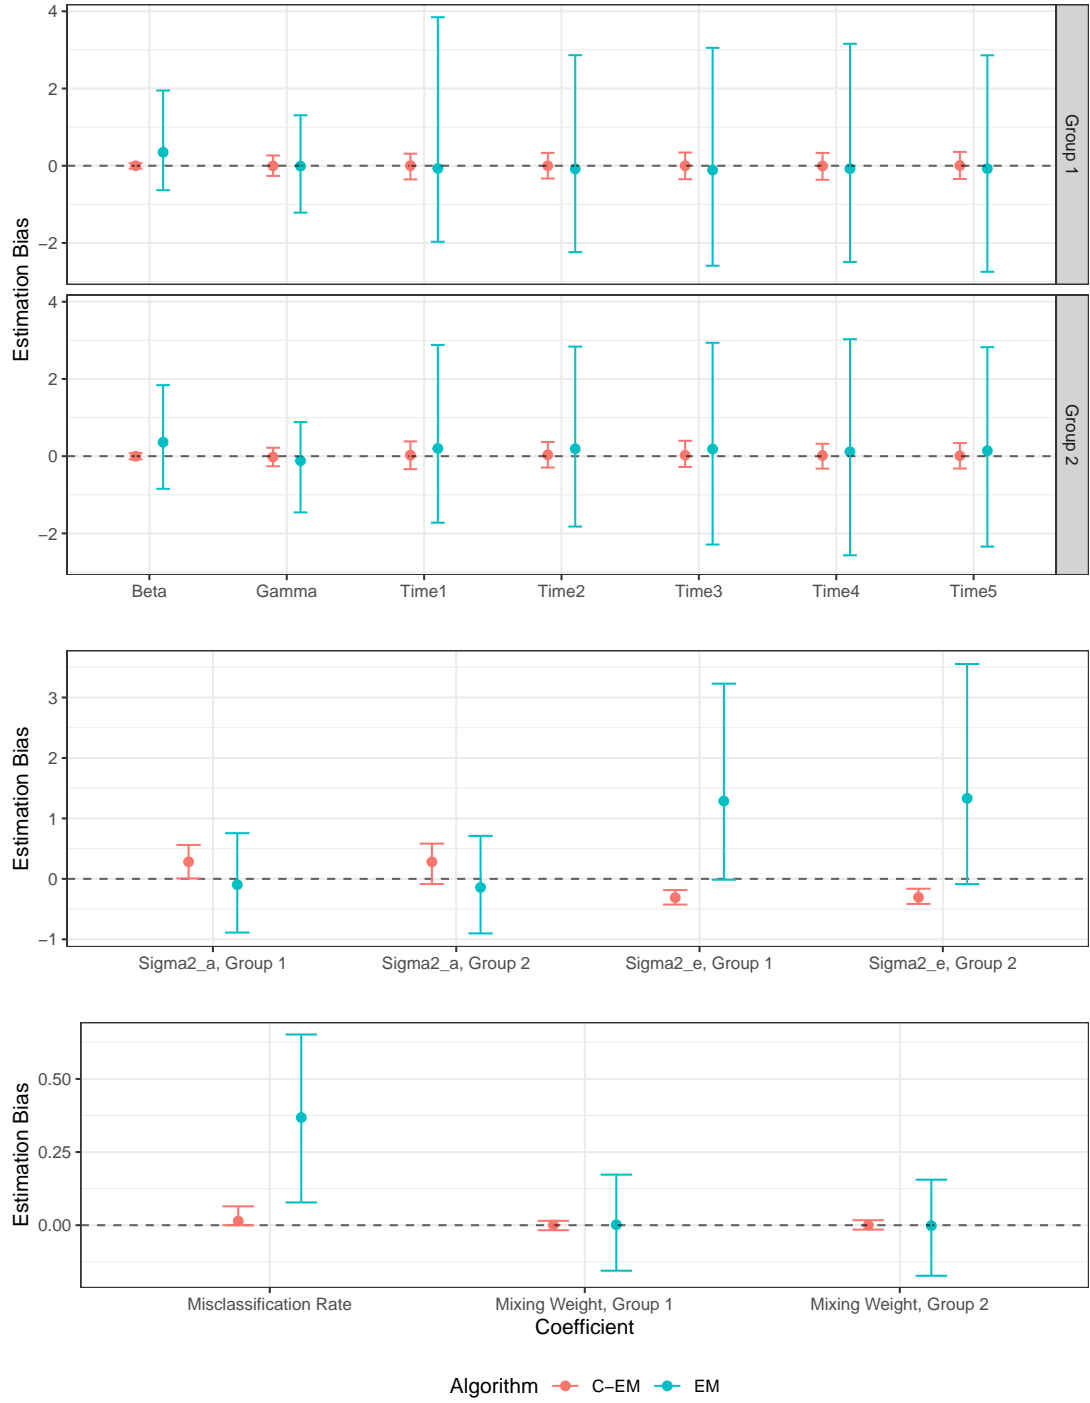 4
2
0
−2
Group 1
Estimation Bias
4
2
0
−2
Group 2
Beta Gamma Time1 Time2 Time3 Time4 Time5
3
2
1
0
−1
Estimation Bias
Sigma2_a, Group 1 Sigma2_a, Group 2 Sigma2_e, Group 1 Sigma2_e, Group 2
0.50
0.25
0.00
Estimation Bias
Misclassification Rate Mixing Weight, Group 1 Mixing Weight, Group 2
Coefficient
Algorithm C−EM EM